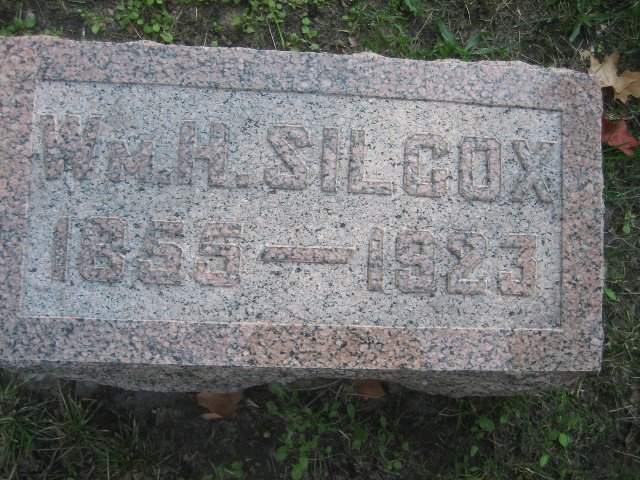 Wm. H. SILCOX
1855 — 1923